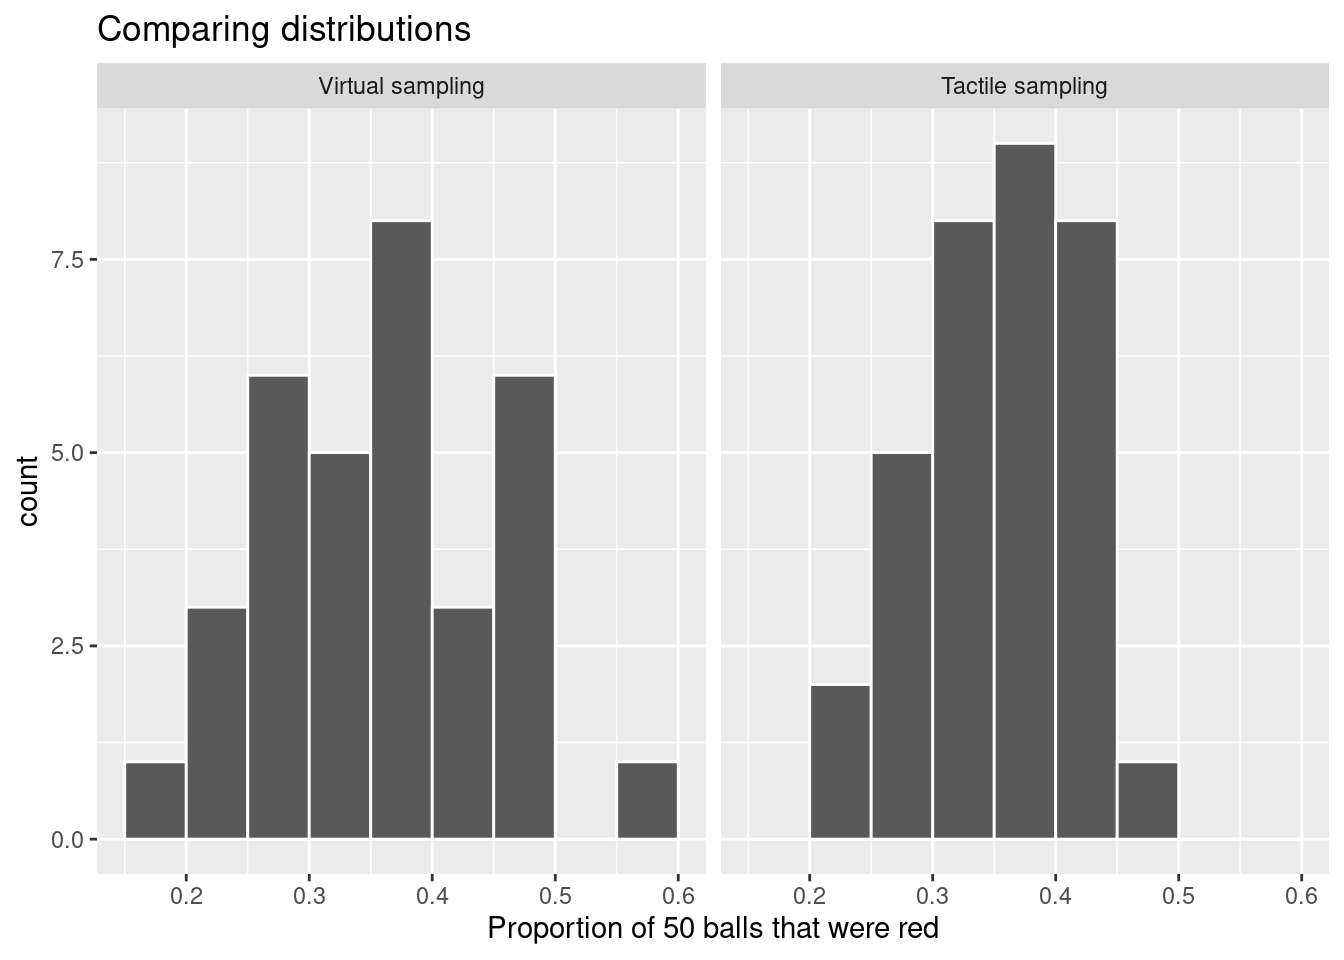 Comparing distributions
Virtual sampling
Tactile sampling
count
7.5
5.0
2.5
0.0
0.2 0.3 0.4 0.5 0.6
0.2 0.3 0.4 0.5 0.6
Proportion of 50 balls that were red